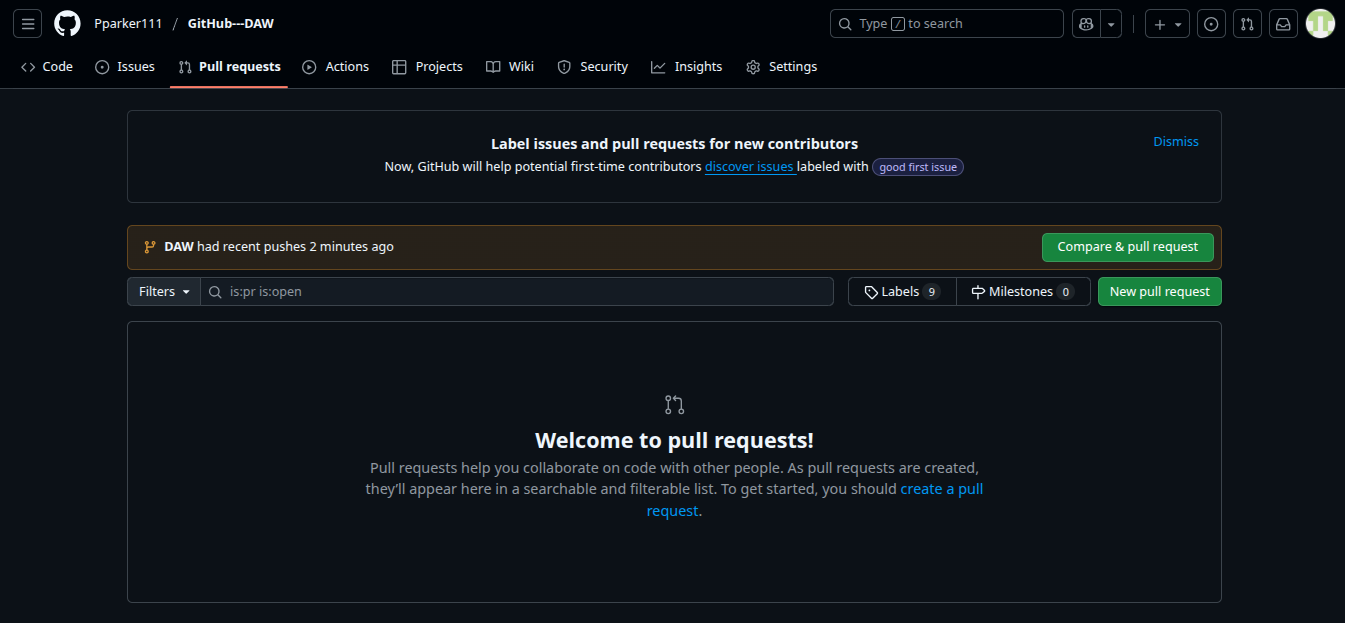 Pparker111 / GitHub---DAW
Type / to search
Code Issues Pull requests Actions Projects Wiki Security Insights Settings
Label issues and pull requests for new contributors
Dismiss
Now, GitHub will help potential first-time contributors discover issues labeled with good first issue
DAW had recent pushes 2 minutes ago
Compare & pull request
Filters
is:pr is:open
Labels 9
Milestones 0
New pull request
Welcome to pull requests!
Pull requests help you collaborate on code with other people. As pull requests are created,
they’ll appear here in a searchable and filterable list. To get started, you should create a pull
request.